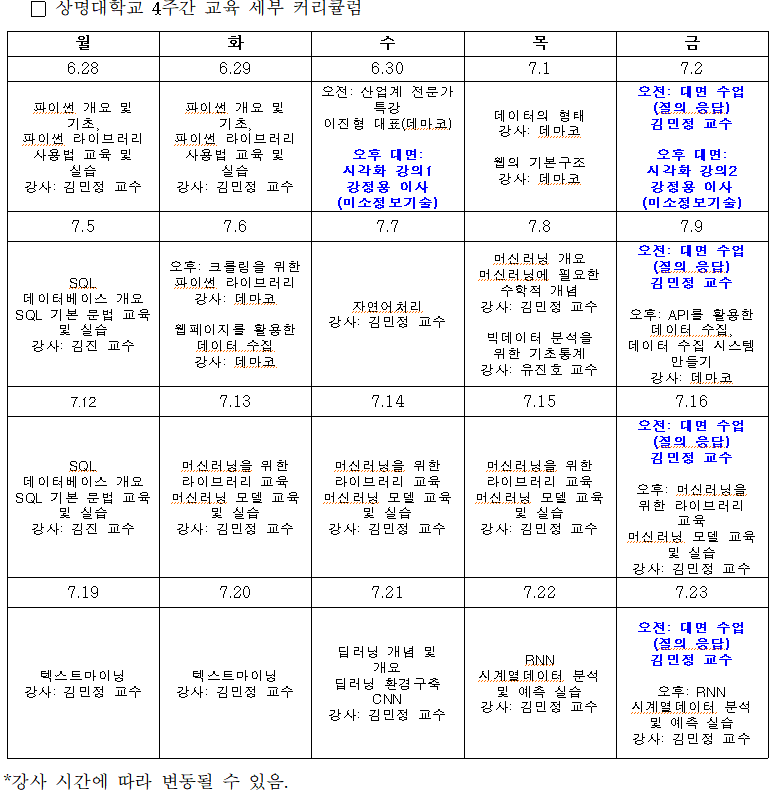 □ 상명대학교 4주간 교육 세부 커리큘럼
월 화 수 목 금
6.28 6.29 6.30 7.1 7.2
파이썬 개요 및
기초,
파이썬 라이브러리
사용법 교육 및
실습
강사: 김민정 교수
파이썬 개요 및
기초,
파이썬 라이브러리
사용법 교육 및
실습
강사: 김민정 교수
오전: 산업계 전문가
특강
이진형 대표(데마코)
오후 대면:
시각화 강의1
강정용 이사
(미소정보기술)
데이터의 형태
강사: 데마코
웹의 기본구조
강사: 데마코
오전: 대면 수업
(질의 응답)
김민정 교수
오후 대면:
시각화 강의2
강정용 이사
(미소정보기술)
7.5 7.6 7.7 7.8 7.9
SQL
데이터베이스 개요
SQL 기본 문법 교육
및 실습
강사: 김진 교수
오후: 크롤링을 위한
파이썬 라이브러리
강사: 데마코
웹페이지를 활용한
데이터 수집
강사: 데마코
자연어처리
강사: 김민정 교수
머신러닝 개요
머신러닝에 필요한
수학적 개념
강사: 김민정 교수
빅데이터 분석을
위한 기초통계
강사: 유진호 교수
오전: 대면 수업
(질의 응답)
김민정 교수
오후: API를 활용한
데이터 수집,
데이터 수집 시스템
만들기
강사: 데마코
7.12 7.13 7.14 7.15 7.16
SQL
데이터베이스 개요
SQL 기본 문법 교육
및 실습
강사: 김진 교수
머신러닝을 위한
라이브러리 교육
머신러닝 모델 교육
및 실습
강사: 김민정 교수
머신러닝을 위한
라이브러리 교육
머신러닝 모델 교육
및 실습
강사: 김민정 교수
머신러닝을 위한
라이브러리 교육
머신러닝 모델 교육
및 실습
강사: 김민정 교수
오전: 대면 수업
(질의 응답)
김민정 교수
오후: 머신러닝을
위한 라이브러리
교육
머신러닝 모델 교육
및 실습
강사: 김민정 교수
7.19 7.20 7.21 7.22 7.23
텍스트마이닝
강사: 김민정 교수
텍스트마이닝
강사: 김민정 교수
딥러닝 개념 및
개요
딥러닝 환경구축
CNN
강사: 김민정 교수
RNN
시계열데이터 분석
및 예측 실습
강사: 김민정 교수
오전: 대면 수업
(질의 응답)
김민정 교수
오후: RNN
시계열데이터 분석
및 예측 실습
강사: 김민정 교수
*강사 시간에 따라 변동될 수 있음.